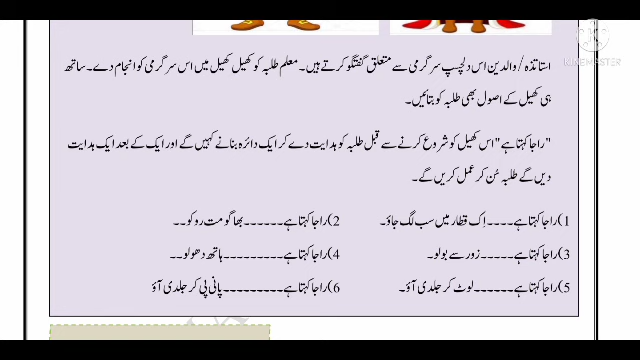 KINEMASTER
اساتذہ/والدین اس دلچسپ سرگرمی سے متعلق گفتگو کرتے ہیں۔ معلم طلبہ کو کھیل کھیل میں اس سرگرمی کو انجام دے۔ ساتھ
ہی کھیل کے اصول بھی طلبہ کو بتائیں۔
"راجا کہتا ہے" اس کھیل کو شروع کرنے سے قبل طلبہ کو ہدایت دے کر ایک دائرہ بنانے کہیں گے اور ایک کے بعد ایک ہدایت
دیں گے طلبہ سُن کر عمل کریں گے۔
1) راجا کہتا ہے۔۔۔۔اِک قطار میں سب لگ جاؤ۔ 2) راجا کہتا ہے۔۔۔۔۔۔بھاگو مت روکو۔۔
3) راجا کہتا ہے۔۔۔۔۔زور سے بولو۔ 4) راجا کہتا ہے۔۔۔۔۔۔۔۔۔ہاتھ دھولو۔۔
5) راجا کہتا ہے۔۔۔۔۔۔لوٹ کر جلدی آؤ۔ 6) راجا کہتا ہے۔۔۔۔۔۔۔۔۔پانی پی کر جلدی آؤ